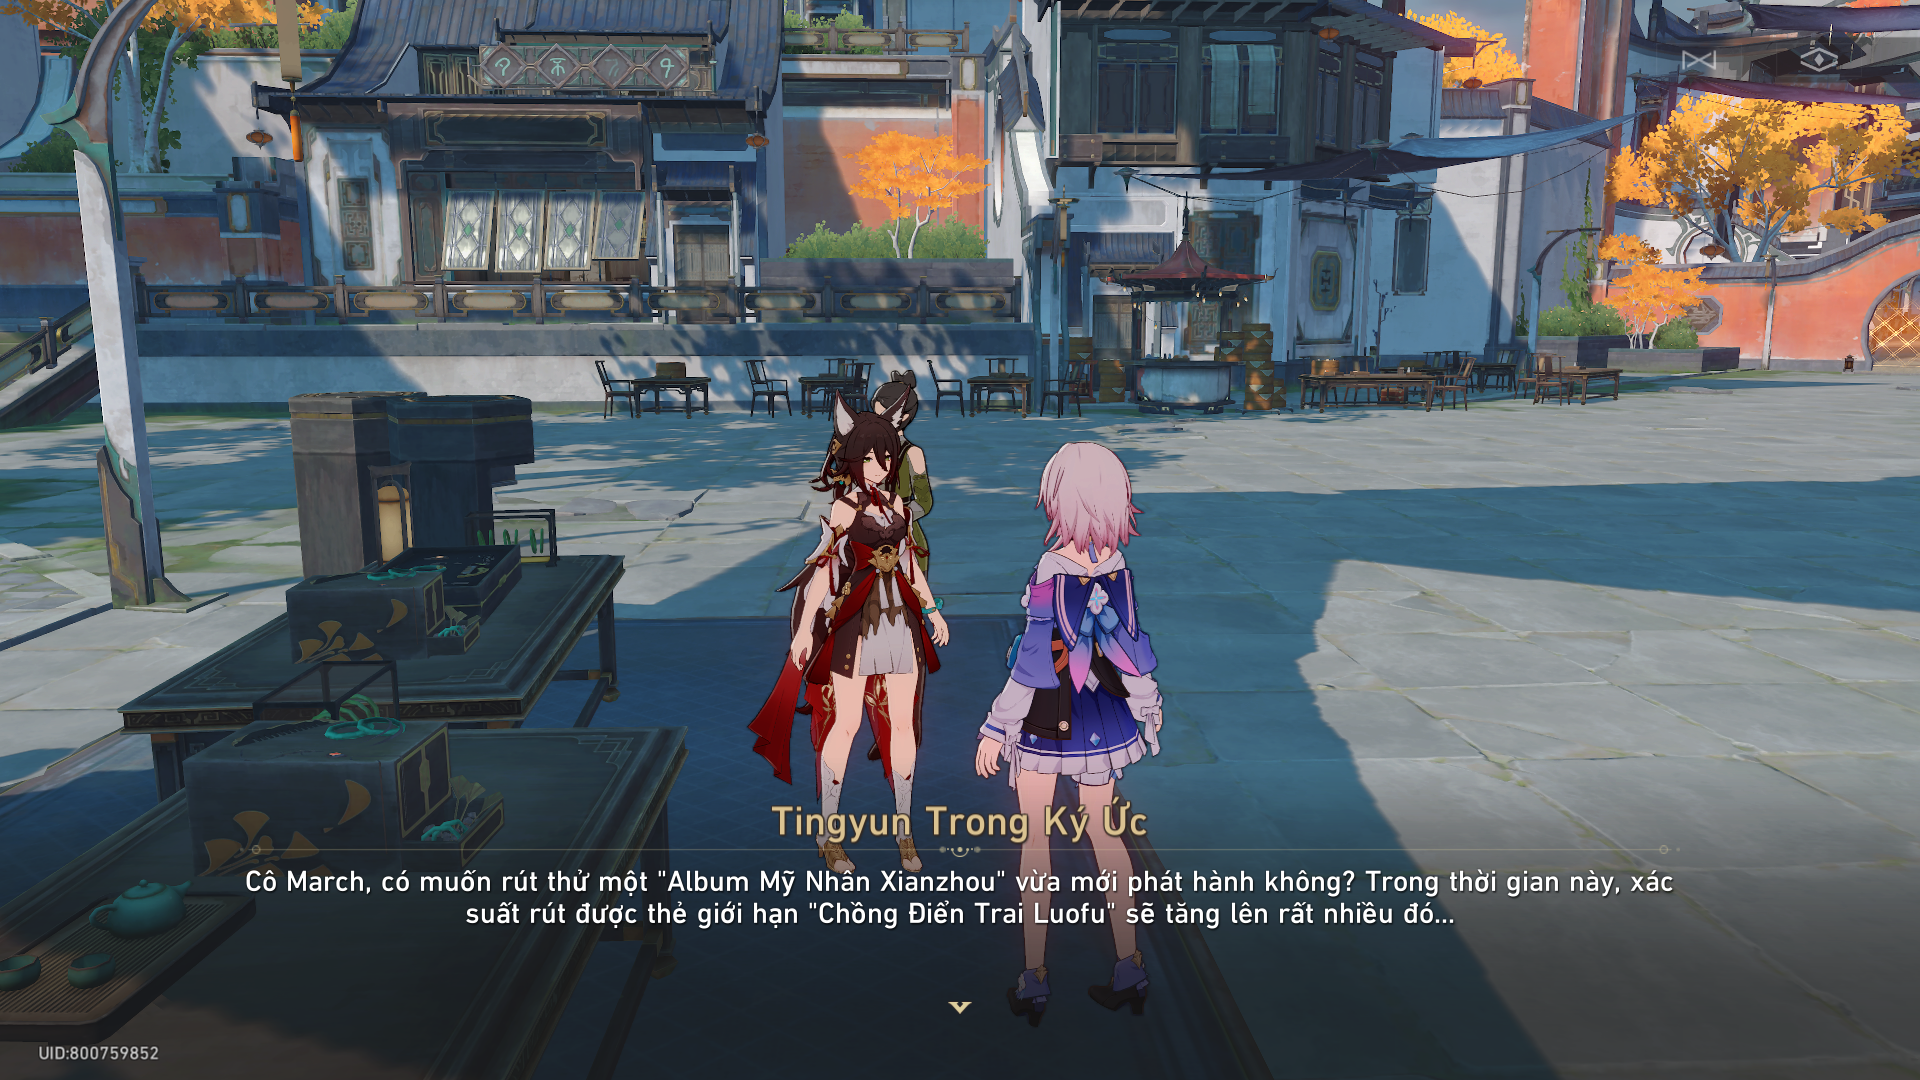 Tingyun Trong Ký Ức
Cô March, có muốn rút thử một "Album Mỹ Nhân Xianzhou" vừa mới phát hành không? Trong thời gian này, xác
suất rút được thẻ giới hạn "Chồng Điển Trai Luofu" sẽ tăng lên rất nhiều đó...
UID:800759852